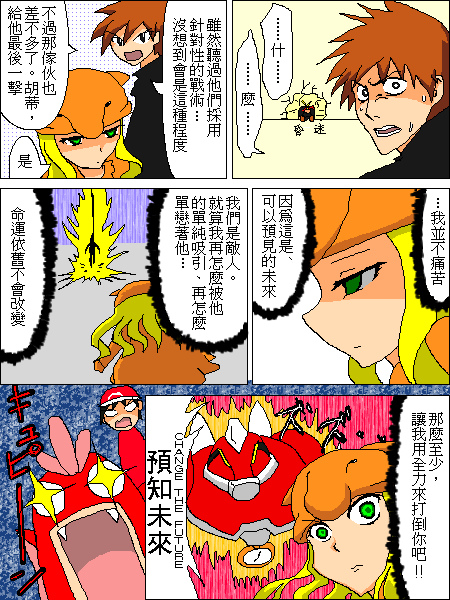 …什…
…麼…
昏迷
雖然聽過他們採用
針對性的戰術…
沒想到會是這種程度
不過那傢伙也
差不多了。胡蒂，
給他最後一擊
是
…我並不痛苦
因為這是、
可以預見的未來
我們是敵人。
就算我再怎麼被他
的單純吸引、再怎麼
單戀著他…
命運依舊不會改變
那麼至少，
讓我用全力來打倒你吧!!
ズズズ
CHANGE THE FUTURE
預知未來
キュピーーン